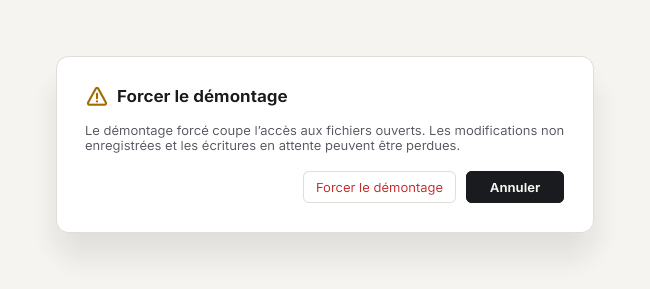 Forcer le démontage
Le démontage forcé coupe l’accès aux fichiers ouverts. Les modifications non
enregistrées et les écritures en attente peuvent être perdues.
Forcer le démontage
Annuler